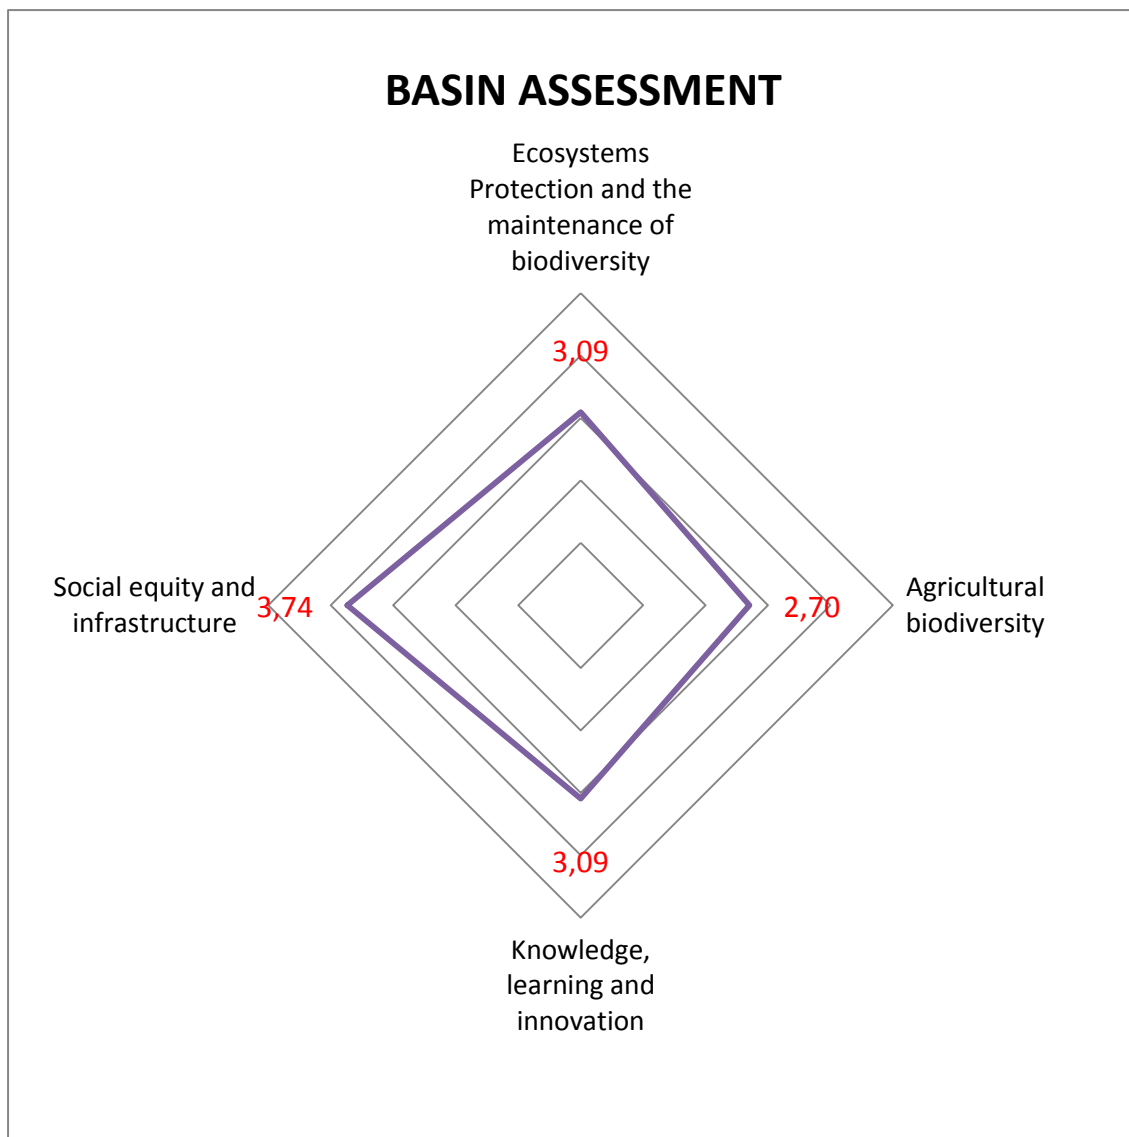 BASIN ASSESSMENT
Ecosystems
Protection and the
maintenance of
biodiversity
3,09
Social equity and
infrastructure
3,74
2,70
Agricultural
biodiversity
3,09
Knowledge,
learning and
innovation